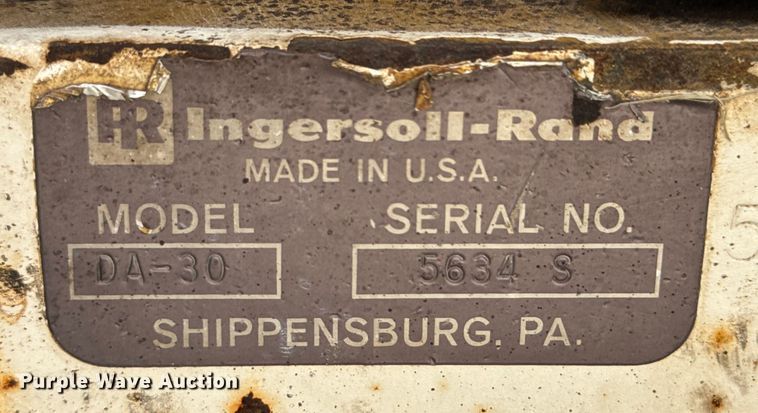 IR Ingersoll-Rand
MADE IN U.S.A.
MODEL SERIAL NO.
DA-30 5634 S
SHIPPENSBURG, PA.
Purple Wave Auction